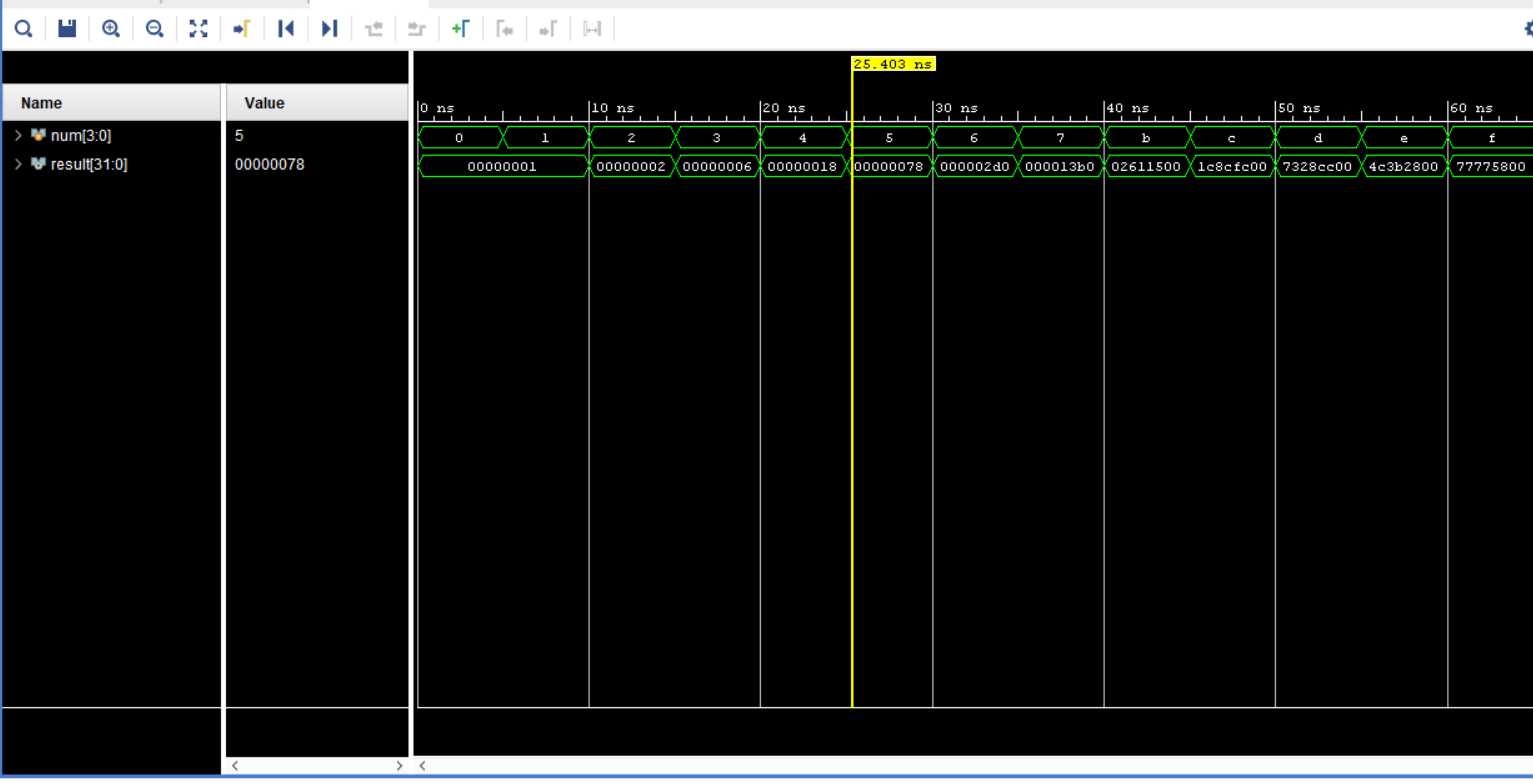 25.403 ns
Name Value
0 ns 10 ns 20 ns 30 ns 40 ns 50 ns 60 ns
num[3:0] 5 0 1 2 3 4 5 6 7 b c d e f
result[31:0] 00000078 00000001 00000002 00000006 00000018 00000078 000002d0 000013b0 02611500 1c8cfc00 7328cc00 4c3b2800 77775800